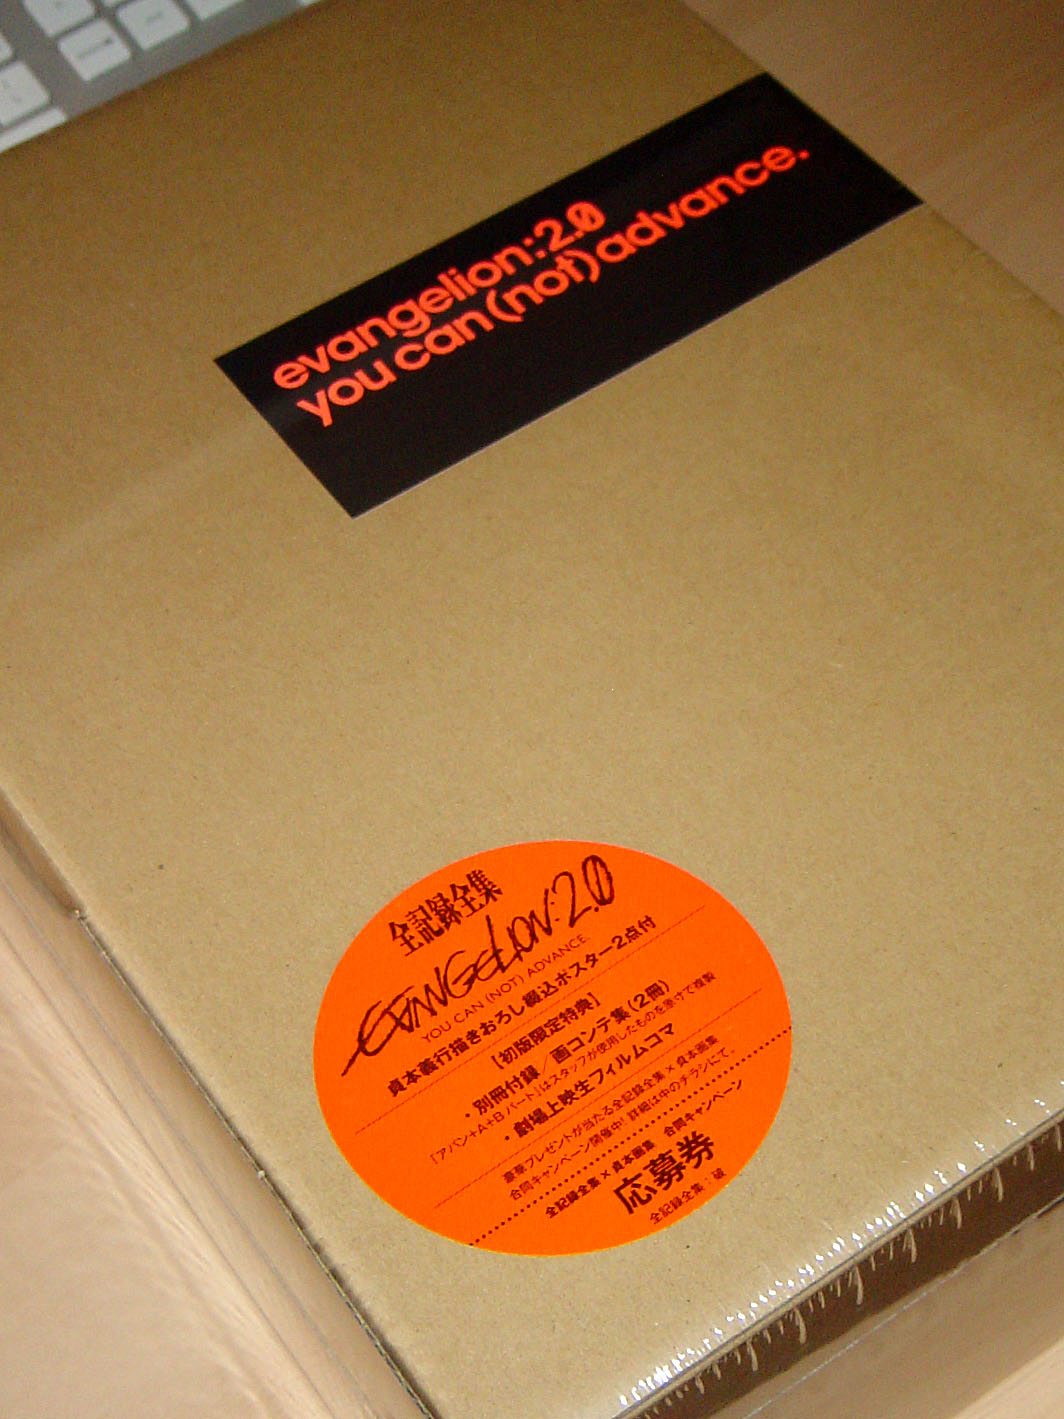 evangelion:2.0
you can (not) advance.
全記録全集
EVANGELION:2.0
YOU CAN (NOT) ADVANCE
貞本義行描きおろし綴込ポスター2点付
【初版限定特典】
・別冊付録/画コンテ集(2冊)
「アバン+A+Bパート」はスタッフが使用したものを原寸で複製
・劇場上映生フィルムコマ
豪華プレゼントが当たる全記録全集×貞本画集
合同キャンペーン開催中!詳細は中のチラシにて。
全記録全集×貞本画集 合同キャンペーン
応募券
全記録全集:破